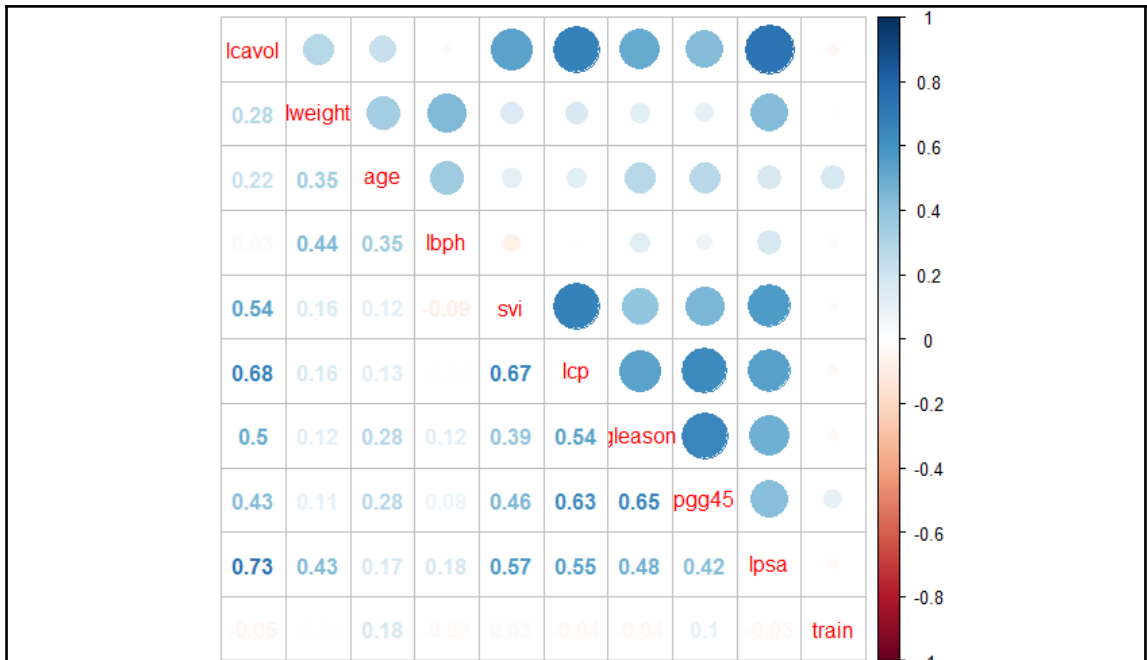 1
lcavol
0.8
0.28 lweight
0.6
0.22 0.35 age
0.4
0.03 0.44 0.35 lbph
0.2
0.54 0.16 0.12 -0.09 svi
0
0.68 0.16 0.13 0.67 lcp
-0.2
0.5 0.12 0.28 0.12 0.39 0.54 gleason
-0.4
0.43 0.11 0.28 0.08 0.46 0.63 0.65 pgg45
-0.6
0.73 0.43 0.17 0.18 0.57 0.55 0.48 0.42 lpsa
-0.8
-0.05 0.18 -0.03 0.03 -0.04 -0.04 0.1 -0.03 train
-1